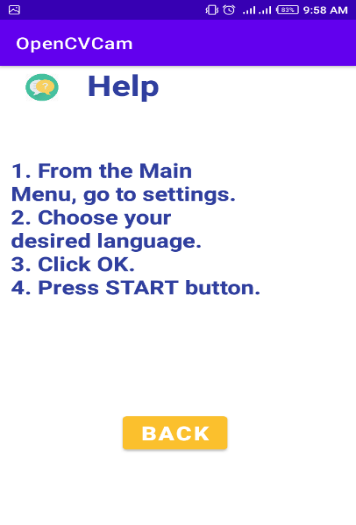 83% 9:58 AM
OpenCVCam
?
Help
1. From the Main
Menu, go to settings.
2. Choose your
desired language.
3. Click OK.
4. Press START button.
BACK